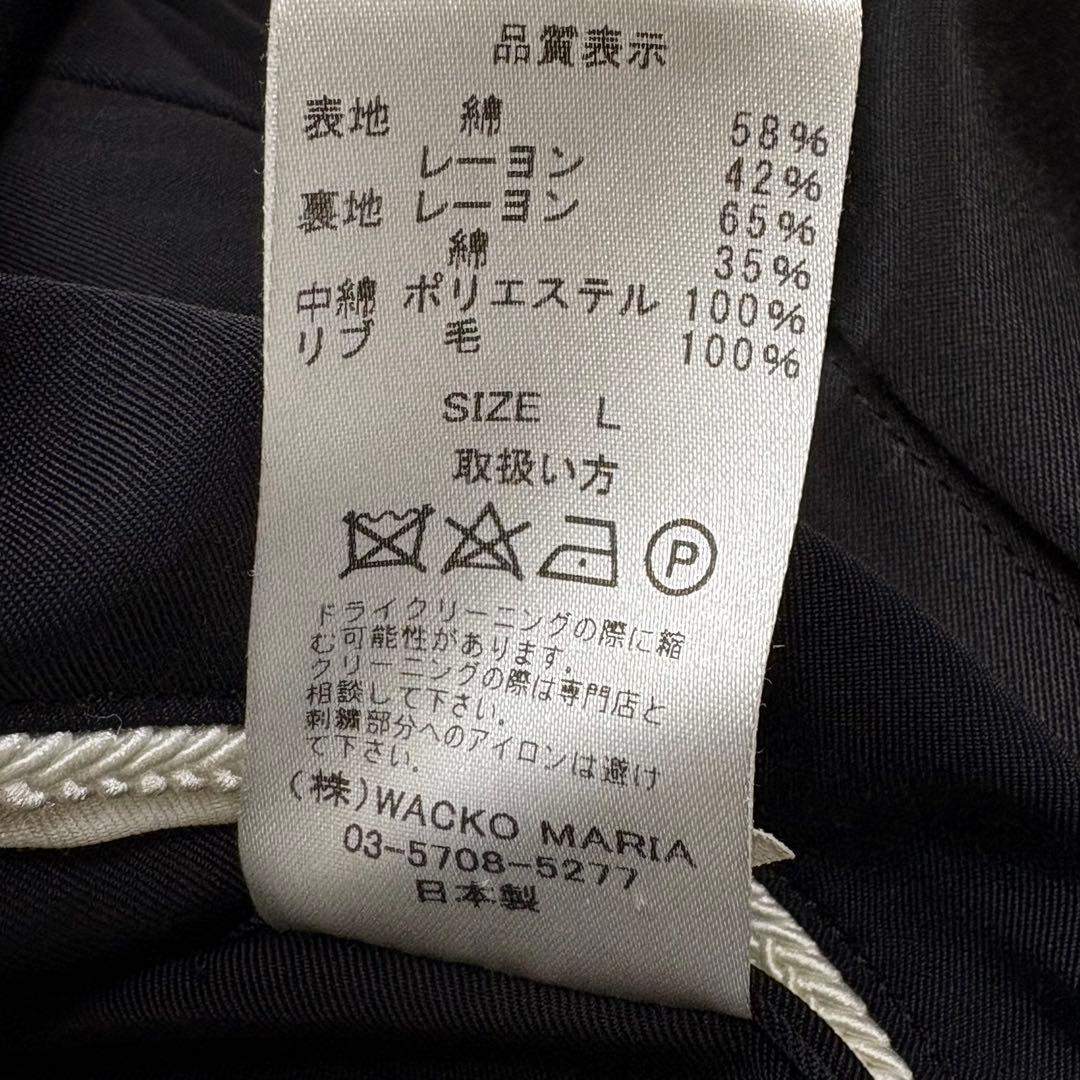 品質表示
表地 綿 58%
レーヨン 42%
裏地 レーヨン 65%
綿 35%
中綿 ポリエステル 100%
リブ 毛 100%
SIZE L
取扱い方
P
ドライクリーニングの際に縮
む可能性があります.
クリーニングの際は専門店と
相談して下さい.
刺繍部分へのアイロンは避け
て下さい.
(株)WACKO MARIA
03-5708-5277
日本製